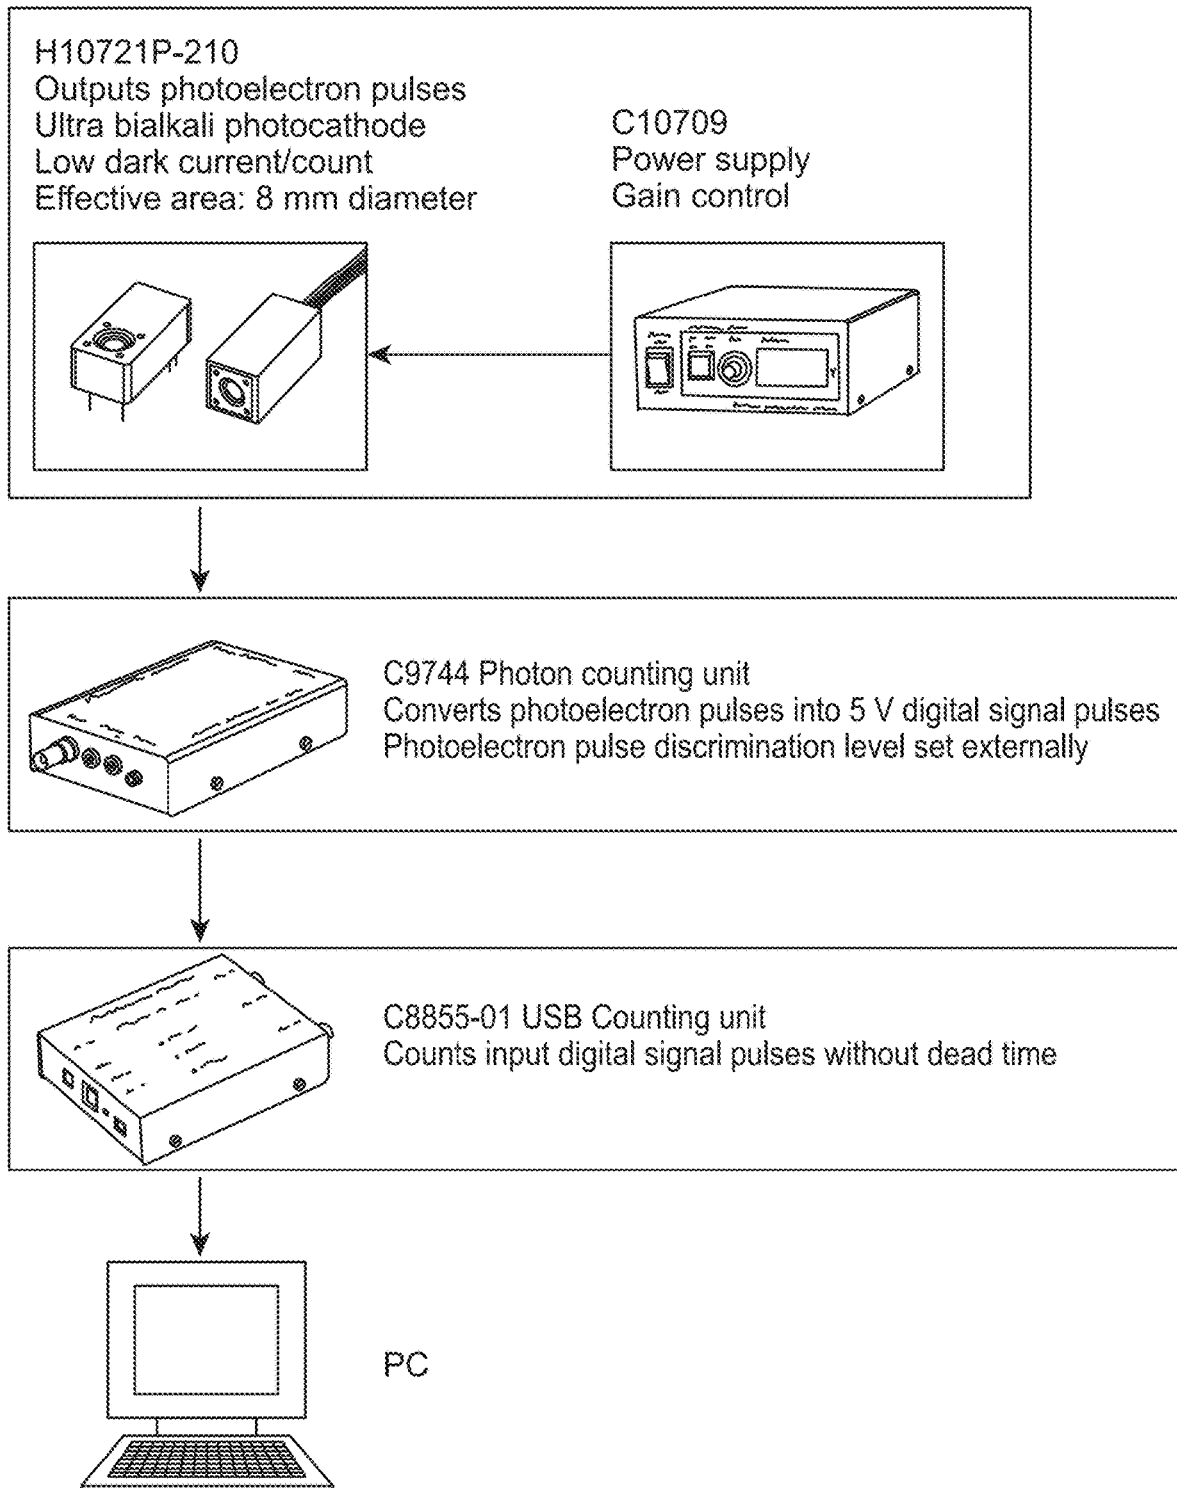 H10721P-210
Outputs photoelectron pulses
Ultra bialkali photocathode
Low dark current/count
Effective area: 8 mm diameter
C10709
Power supply
Gain control
C9744 Photon counting unit
Converts photoelectron pulses into 5 V digital signal pulses
Photoelectron pulse discrimination level set externally
C8855-01 USB Counting unit
Counts input digital signal pulses without dead time
PC